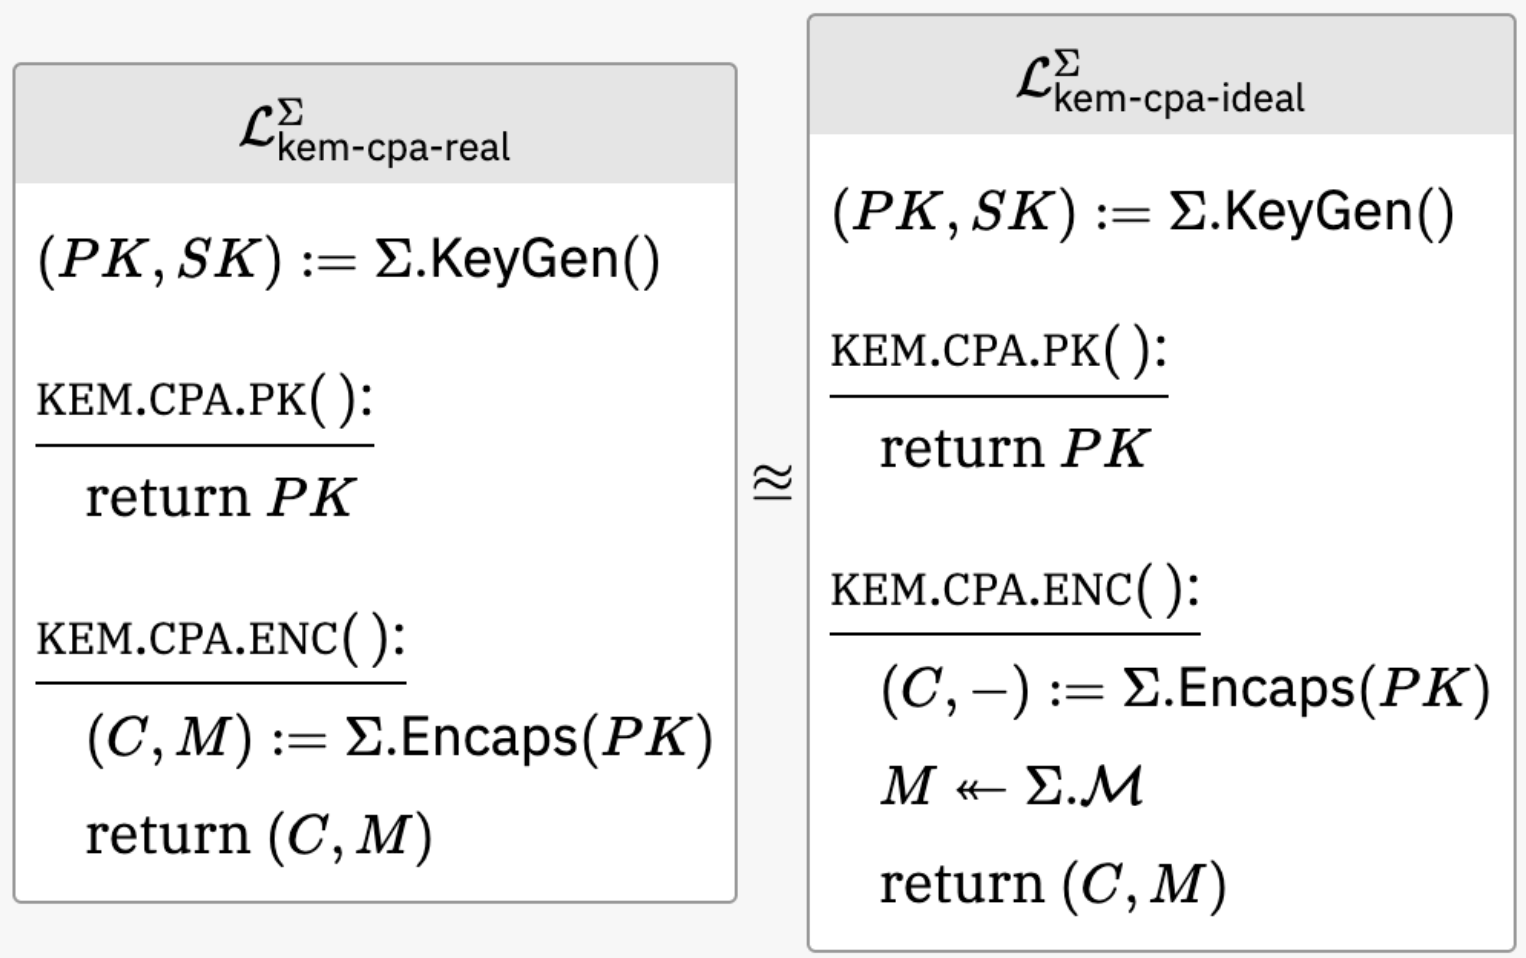 𝓛^Σ_kem-cpa-real
(PK, SK) := Σ.KeyGen()
KEM.CPA.PK( ):
return PK
KEM.CPA.ENC( ):
(C, M) := Σ.Encaps(PK)
return (C, M)
≊
𝓛^Σ_kem-cpa-ideal
(PK, SK) := Σ.KeyGen()
KEM.CPA.PK( ):
return PK
KEM.CPA.ENC( ):
(C, −) := Σ.Encaps(PK)
M ↞ Σ.𝓜
return (C, M)